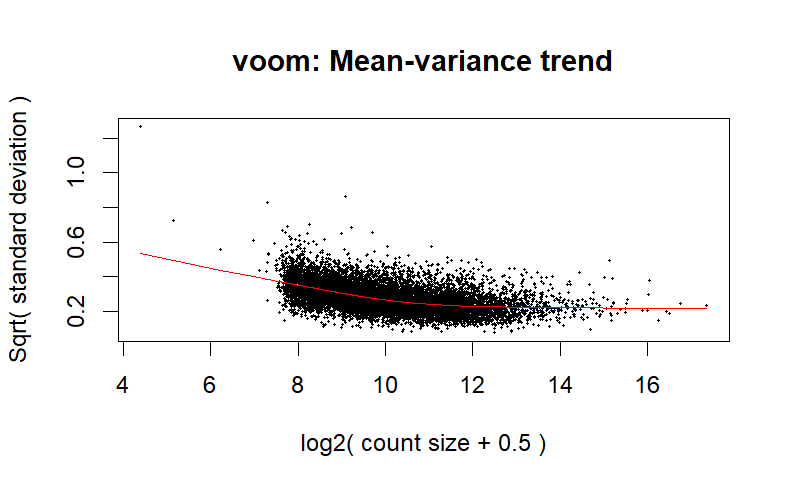 voom: Mean-variance trend
Sqrt( standard deviation )
1.0
0.6
0.2
4 6 8 10 12 14 16
log2( count size + 0.5 )